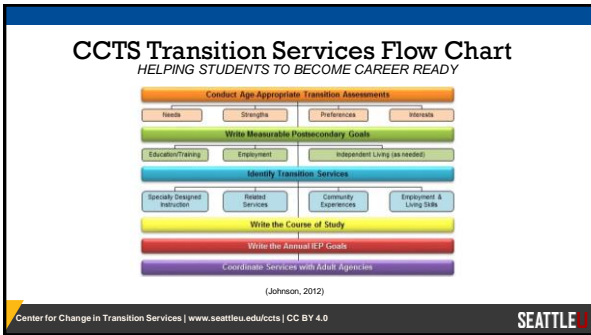 CCTS Transition Services Flow Chart
HELPING STUDENTS TO BECOME CAREER READY
Conduct Age-Appropriate Transition Assessments
Needs
Strengths
Preferences
Interests
Write Measurable Postsecondary Goals
Education/Training
Employment
Independent Living (as needed)
Identify Transition Services
Specially Designed
Instruction
Related
Services
Community
Experiences
Employment &
Living Skills
Write the Course of Study
Write the Annual IEP Goals
Coordinate Services with Adult Agencies
(Johnson, 2012)
Center for Change in Transition Services | www.seattleu.edu/ccts | CC BY 4.0
SEATTLEU